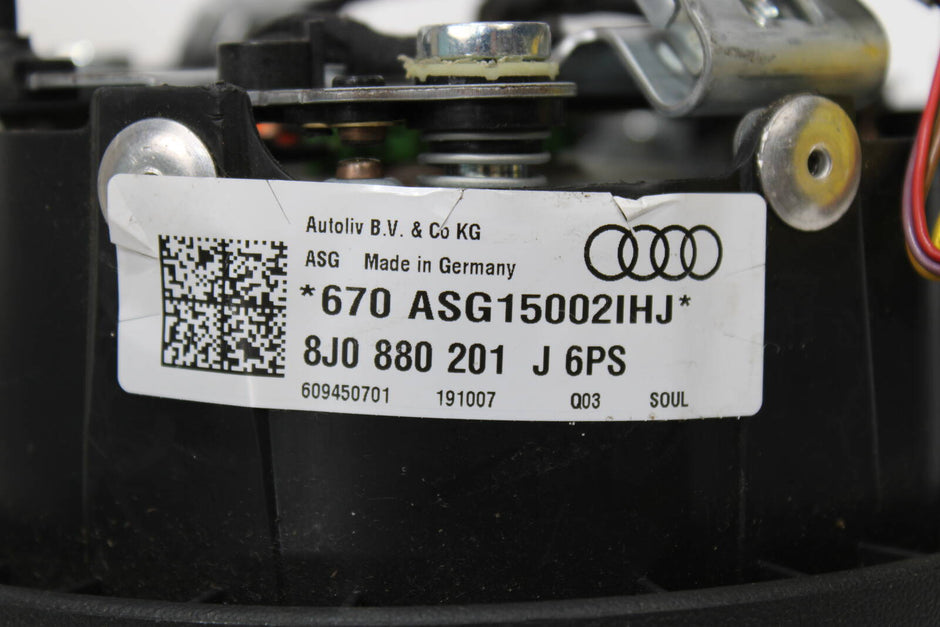 Autoliv B.V. & Co KG
ASG Made in Germany
*670 ASG15002IHJ*
8J0 880 201 J 6PS
609450701 191007 Q03 SOUL